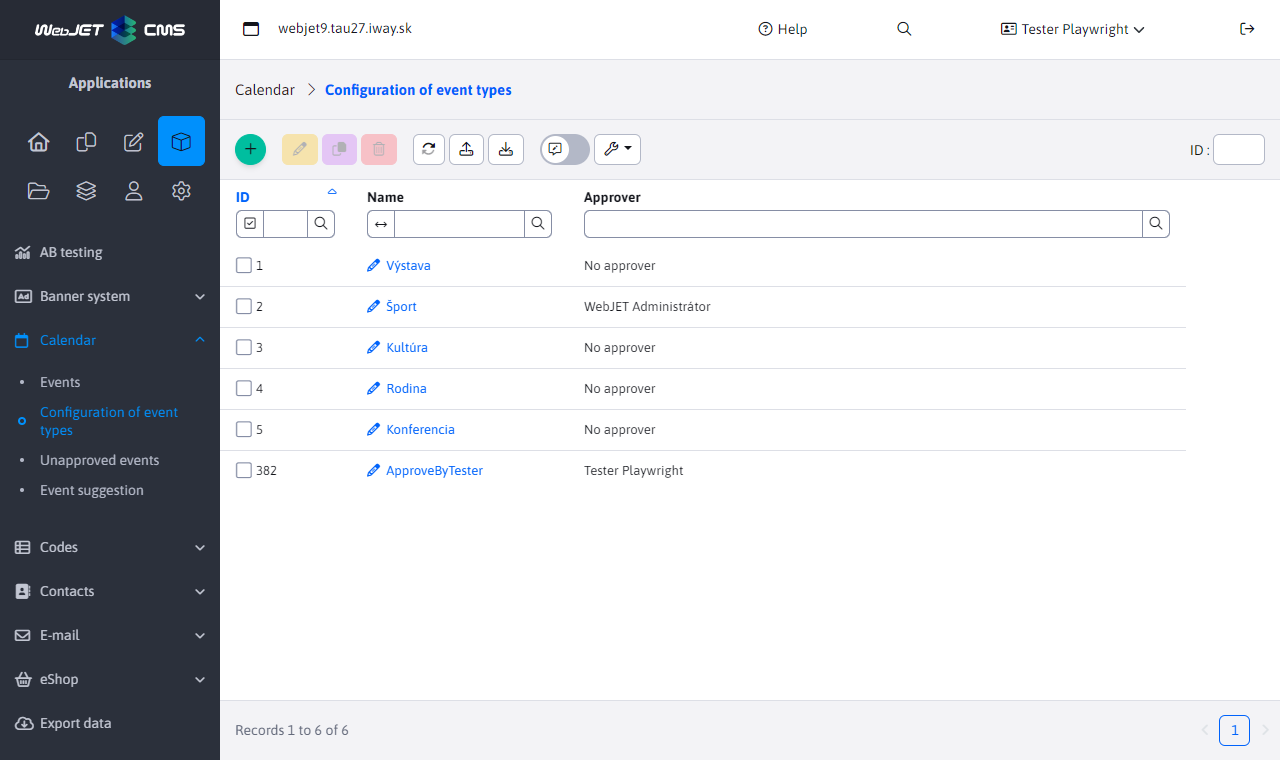 WebJET CMS
webjet9.tau27.iway.sk
Help
Tester Playwright
Applications
Calendar
Configuration of event types
ID :
ID
Name
Approver
1
Výstava
No approver
2
Šport
WebJET Administrátor
3
Kultúra
No approver
4
Rodina
No approver
5
Konferencia
No approver
382
ApproveByTester
Tester Playwright
AB testing
Ad
Banner system
Calendar
Events
Configuration of event
types
Unapproved events
Event suggestion
Codes
Contacts
E-mail
eShop
Export data
Records 1 to 6 of 6
1